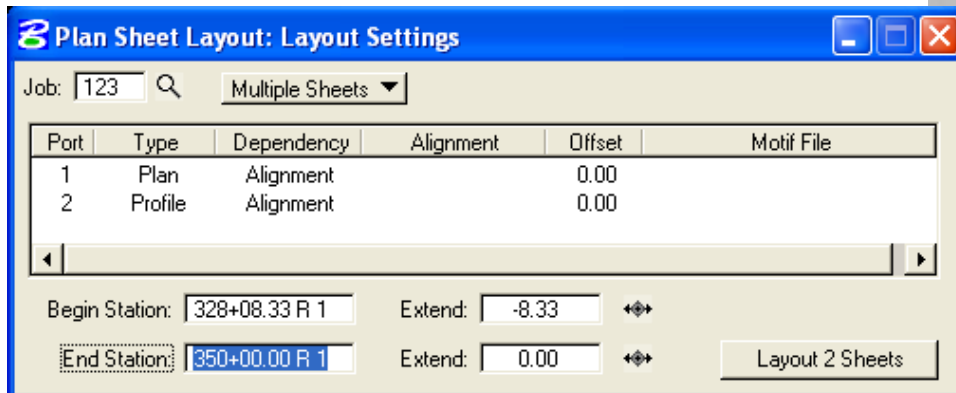 Plan Sheet Layout: Layout Settings
Job: 123 Multiple Sheets
Port Type Dependency Alignment Offset Motif File
1 Plan Alignment 0.00
2 Profile Alignment 0.00
Begin Station: 328+08.33 R 1 Extend: -8.33
End Station: 350+00.00 R 1 Extend: 0.00 Layout 2 Sheets